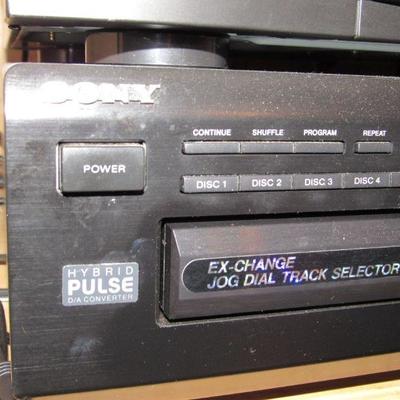 SONY
CONTINUE SHUFFLE PROGRAM REPEAT
POWER
DISC 1 DISC 2 DISC 3 DISC 4
EX-CHANGE
JOG DIAL TRACK SELECTOR
HYBRID
PULSE
D/A CONVERTER